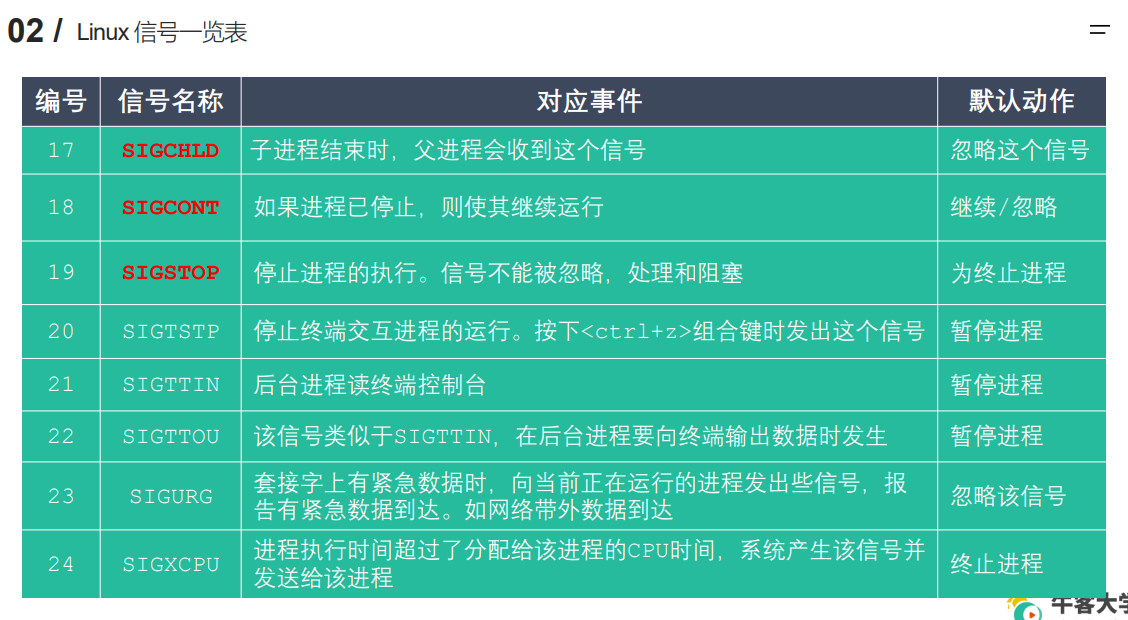 02 / Linux 信号一览表
编号 信号名称 对应事件 默认动作
17 SIGCHLD 子进程结束时，父进程会收到这个信号 忽略这个信号
18 SIGCONT 如果进程已停止，则使其继续运行 继续/忽略
19 SIGSTOP 停止进程的执行。信号不能被忽略，处理和阻塞 为终止进程
20 SIGTSTP 停止终端交互进程的运行。按下<ctrl+z>组合键时发出这个信号 暂停进程
21 SIGTTIN 后台进程读终端控制台 暂停进程
22 SIGTTOU 该信号类似于SIGTTIN，在后台进程要向终端输出数据时发生 暂停进程
23 SIGURG 套接字上有紧急数据时，向当前正在运行的进程发出些信号，报
告有紧急数据到达。如网络带外数据到达 忽略该信号
24 SIGXCPU 进程执行时间超过了分配给该进程的CPU时间，系统产生该信号并
发送给该进程 终止进程
牛客大学